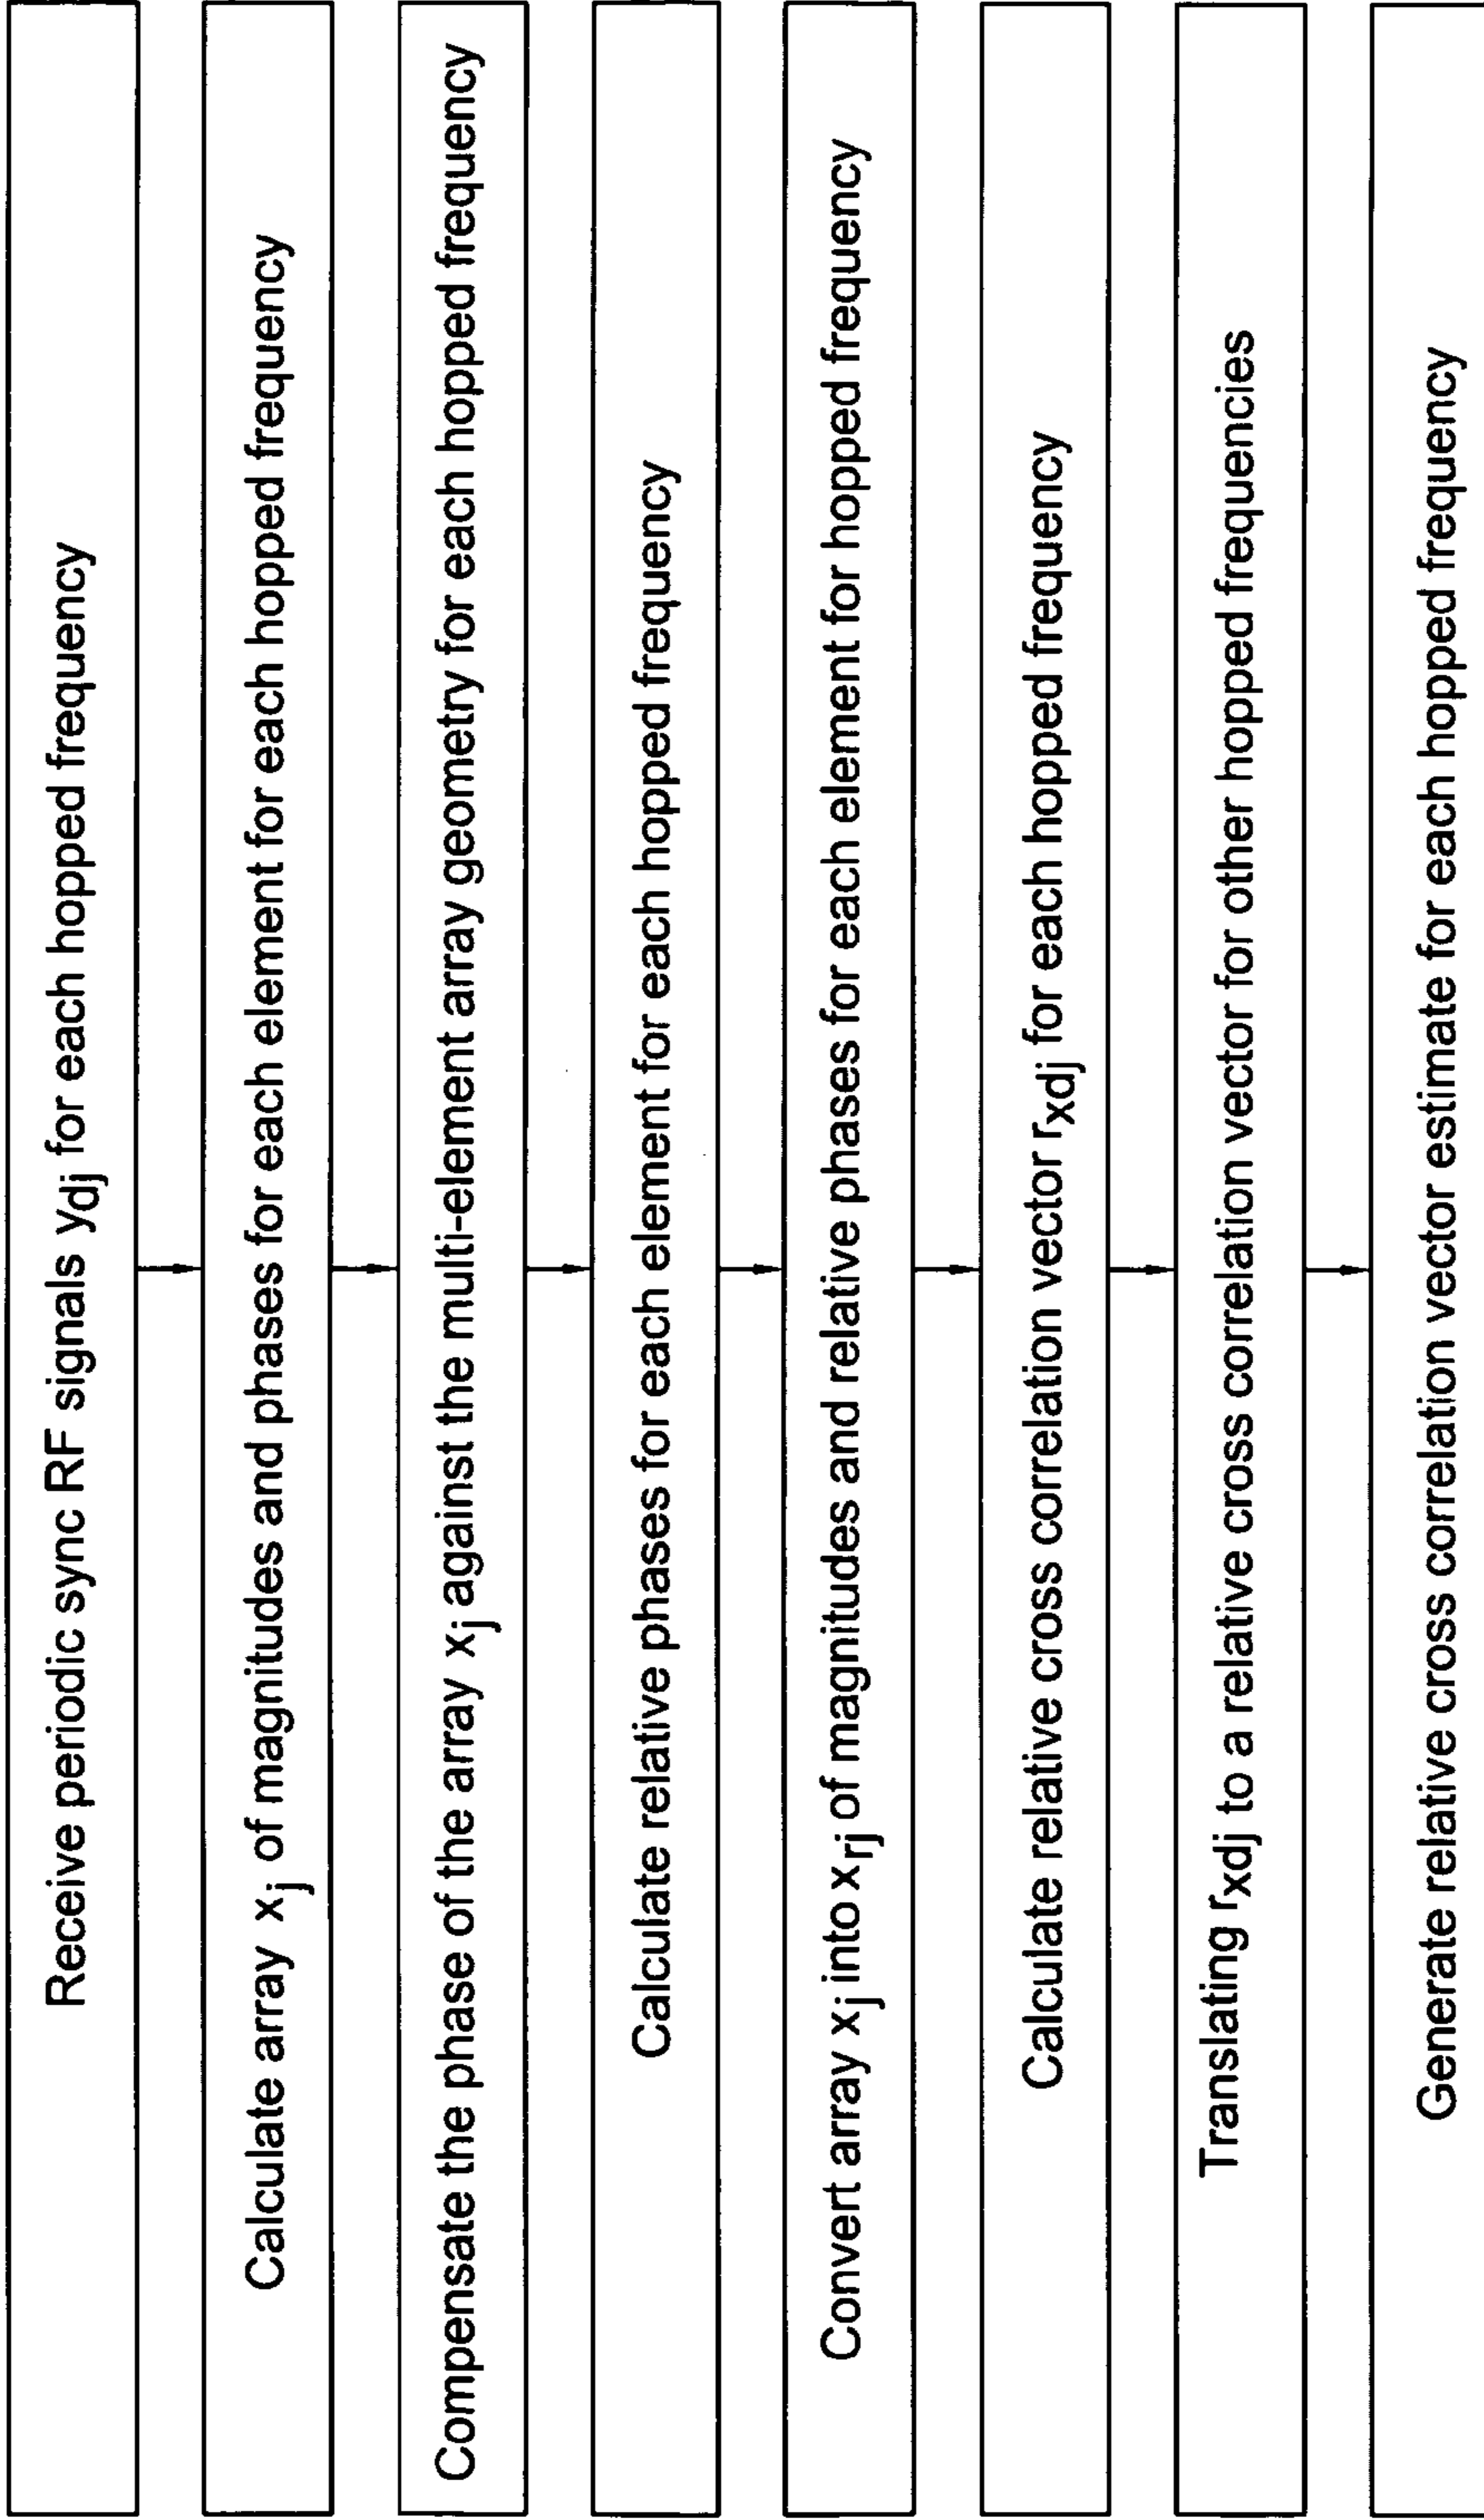 Receive periodic sync RF signals ydj for each hopped frequency
Calculate array xj of magnitudes and phases for each element for each hopped frequency
Compensate the phase of the array xj against the multi-element array geometry for each hopped frequency
Calculate relative phases for each element for each hopped frequency
Convert array xj into xrj of magnitudes and relative phases for each element for hopped frequency
Calculate relative cross correlation vector rxdj for each hopped frequency
Translating rxdj to a relative cross correlation vector for other hopped frequencies
Generate relative cross correlation vector estimate for each hopped frequency